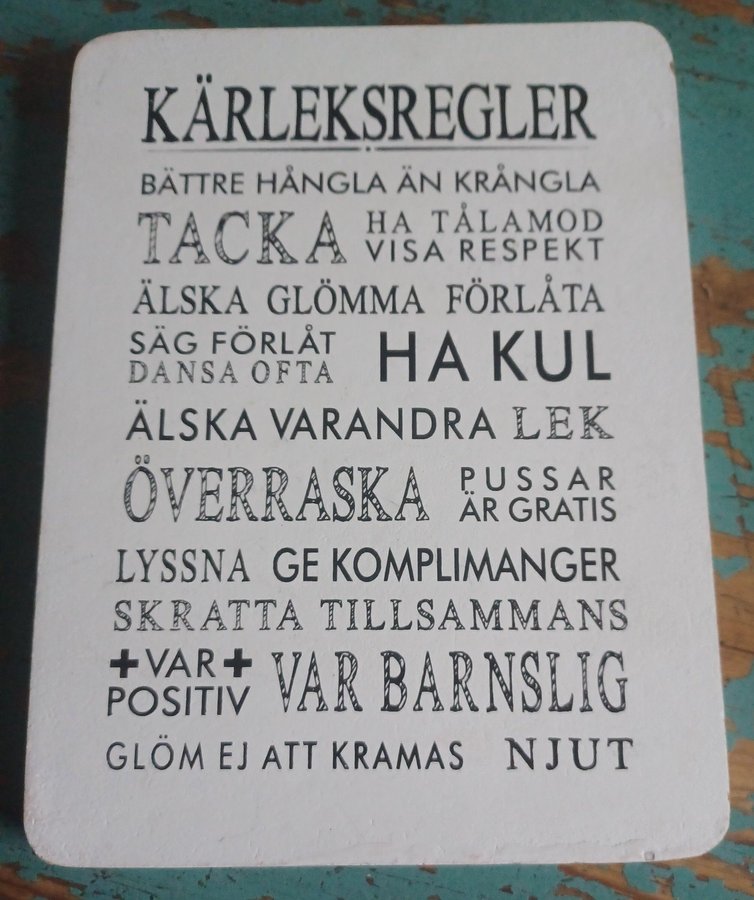 KÄRLEKSREGLER
BÄTTRE HÅNGLA ÄN KRÅNGLA
TACKA
HA TÅLAMOD
VISA RESPEKT
ÄLSKA GLÖMMA FÖRLÅTA
SÄG FÖRLÅT
DANSA OFTA
HA KUL
ÄLSKA VARANDRA LEK
ÖVERRASKA
PUSSAR
ÄR GRATIS
LYSSNA GE KOMPLIMANGER
SKRATTA TILLSAMMANS
+VAR+
POSITIV
VAR BARNSLIG
GLÖM EJ ATT KRAMAS NJUT